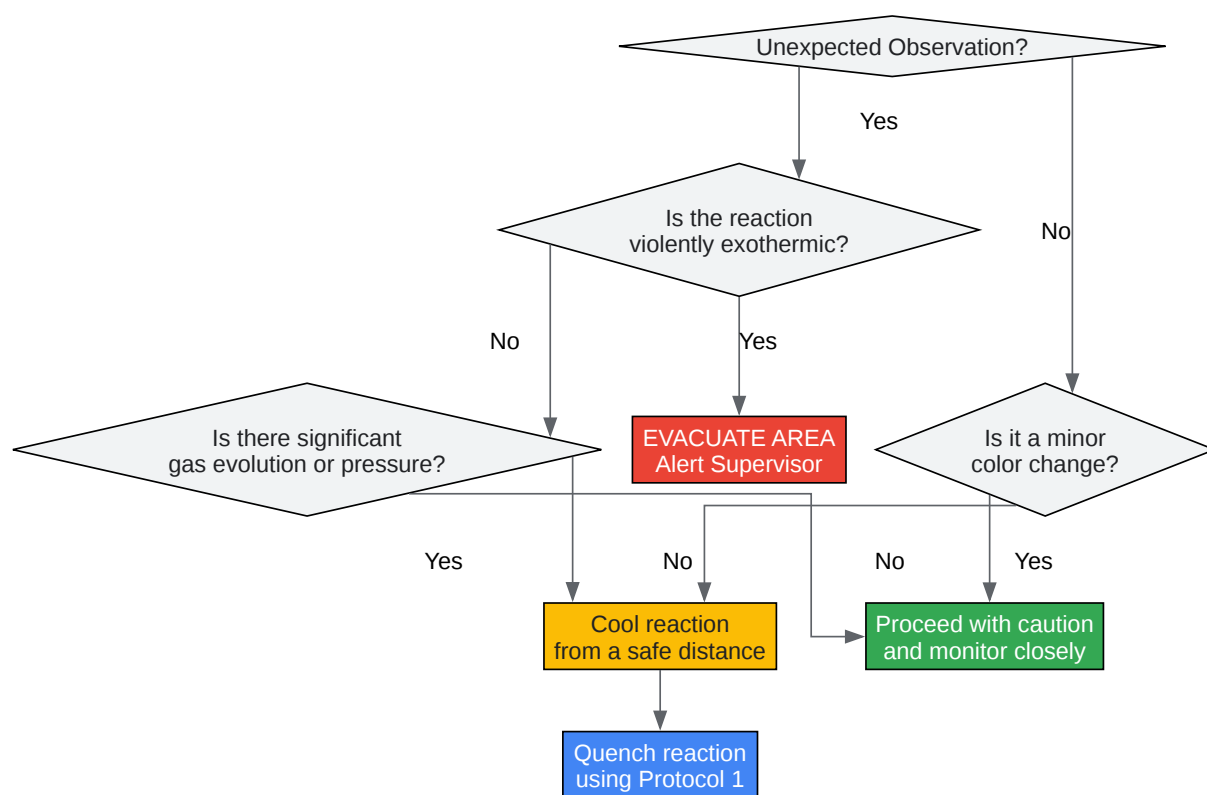 Unexpected Observation?
Yes
Is the reaction
violently exothermic?
No
No
Yes
Is there significant
gas evolution or pressure?
EVACUATE AREA
Alert Supervisor
Is it a minor
color change?
Yes
No
No
Yes
Cool reaction
from a safe distance
Proceed with caution
and monitor closely
Quench reaction
using Protocol 1